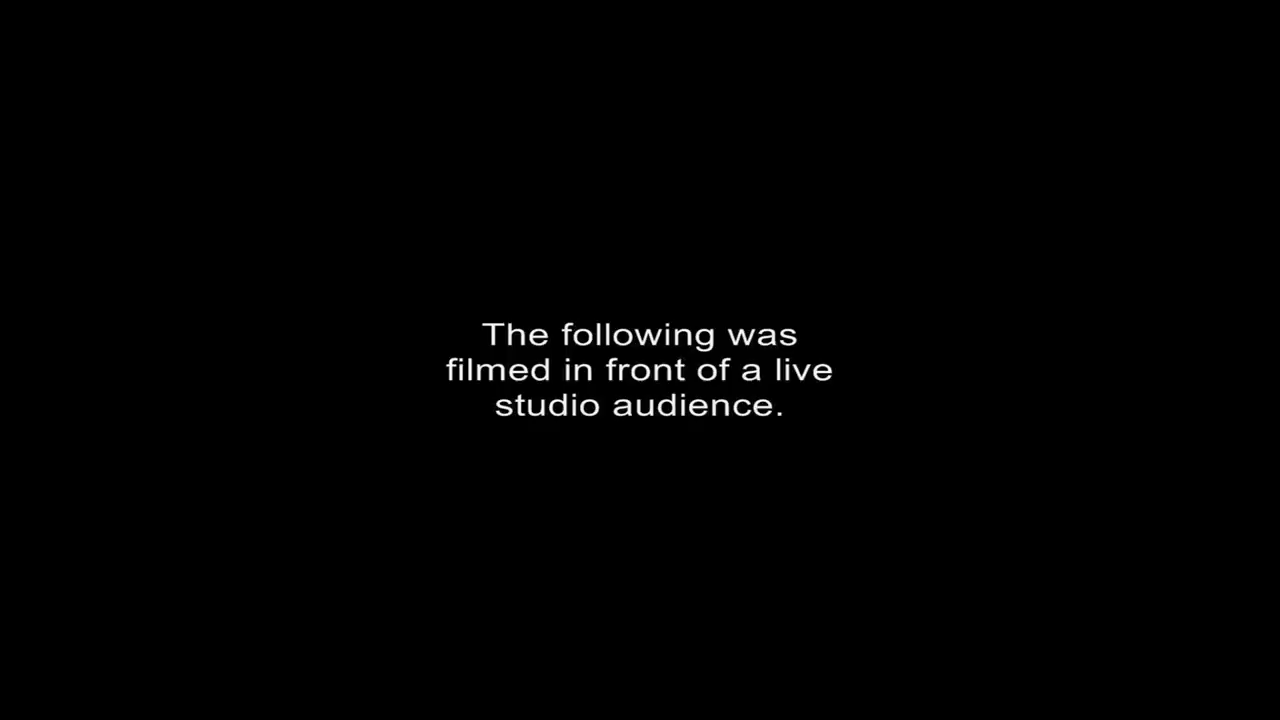 The following was
filmed in front of a live
studio audience.